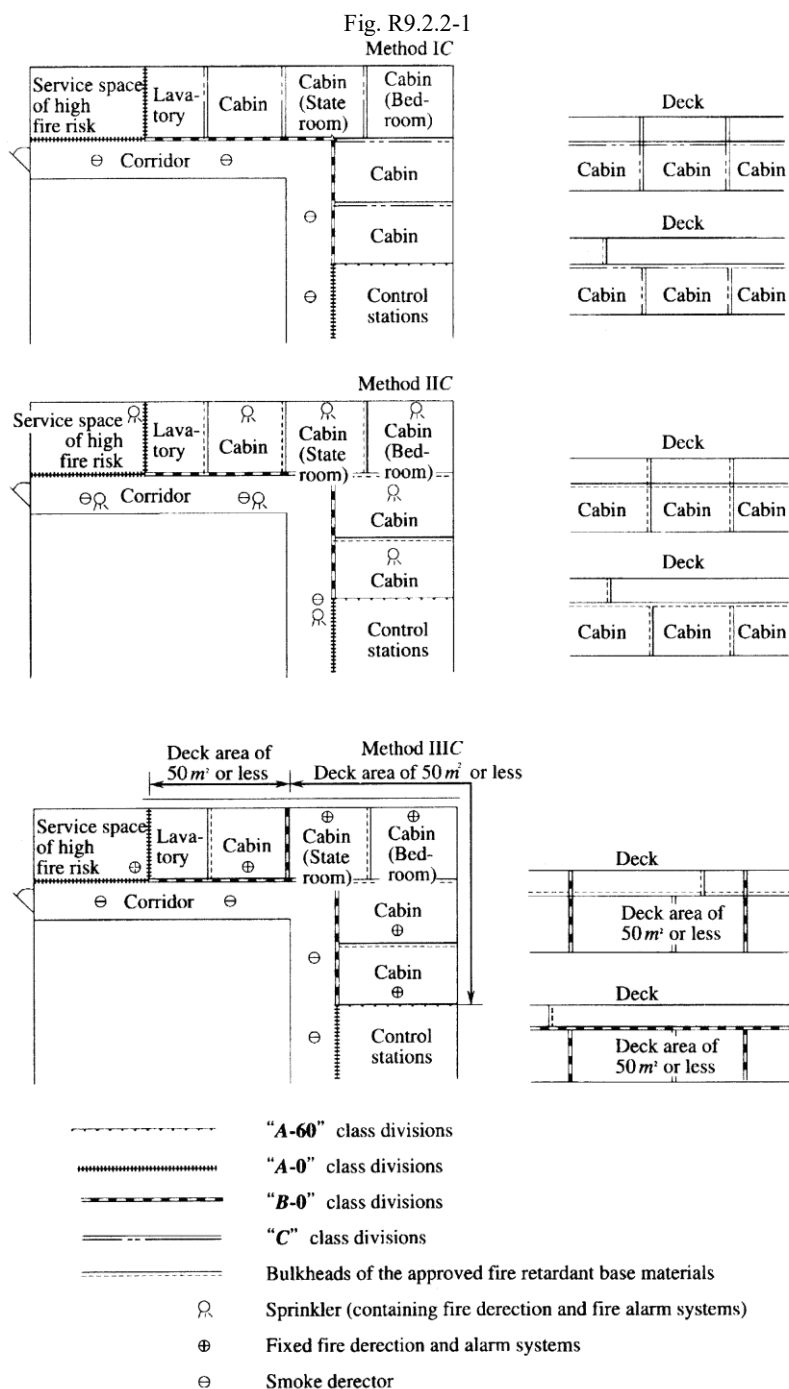 Fig. R9.2.2-1
Method IC
Service space
of high
fire risk
Lava-
tory
Cabin
Cabin
(State
room)
Cabin
(Bed-
room)
Corridor
Cabin
Cabin
Control
stations
Deck
Cabin Cabin Cabin
Deck
Cabin Cabin Cabin
Method IIC
Service space
of high
fire risk
Lava-
tory
Cabin
Cabin
(State
room)
Cabin
(Bed-
room)
Corridor
Cabin
Cabin
Control
stations
Deck
Cabin Cabin Cabin
Deck
Cabin Cabin Cabin
Deck area of
50 m² or less
Method IIIC
Deck area of 50 m² or less
Service space
of high
fire risk
Lava-
tory
Cabin
Cabin
(State
room)
Cabin
(Bed-
room)
Corridor
Cabin
Cabin
Control
stations
Deck
Deck area of
50 m² or less
Deck
Deck area of
50 m² or less
“A-60” class divisions
“A-0” class divisions
“B-0” class divisions
“C” class divisions
Bulkheads of the approved fire retardant base materials
Sprinkler (containing fire derection and fire alarm systems)
Fixed fire derection and alarm systems
Smoke derector